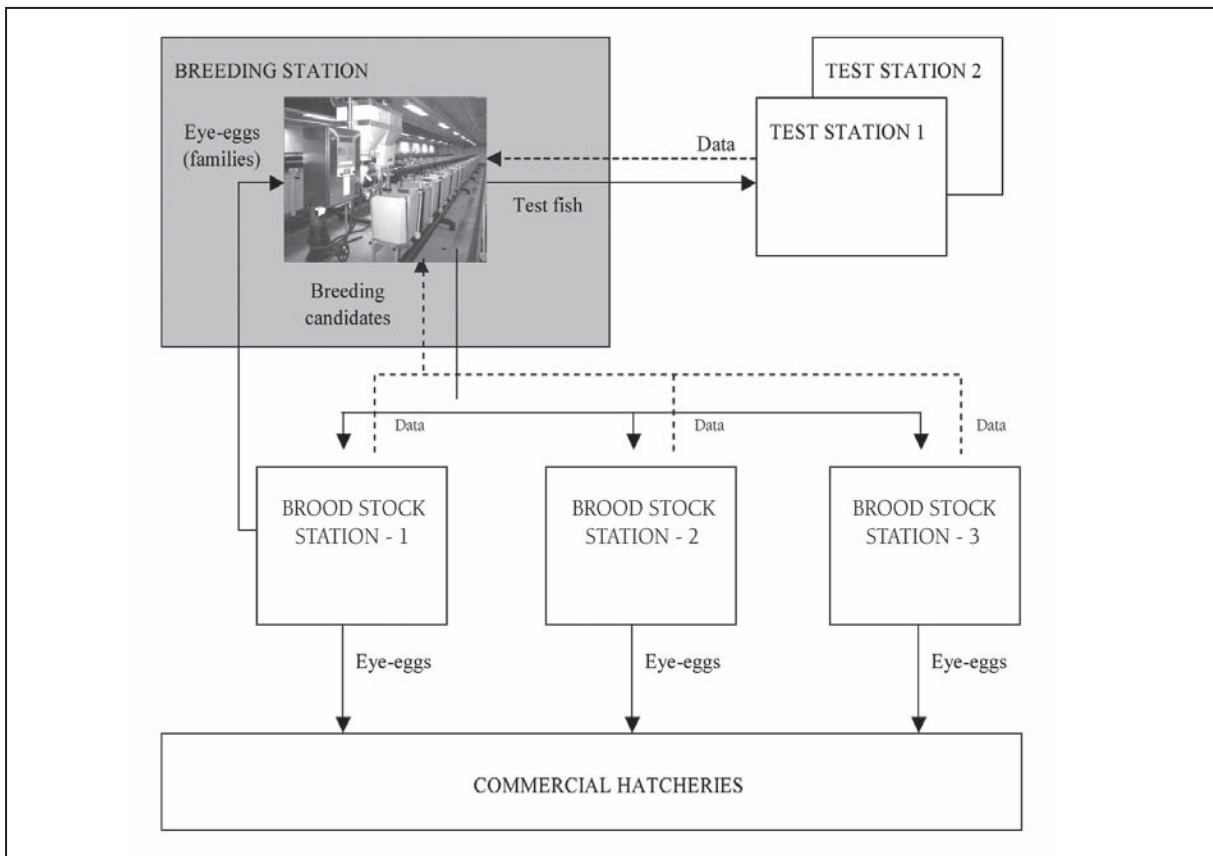 BREEDING STATION
Eye-eggs
(families)
Breeding
candidates
Data
Test fish
TEST STATION 2
TEST STATION 1
Data
Data
Data
BROOD STOCK
STATION - 1
BROOD STOCK
STATION - 2
BROOD STOCK
STATION - 3
Eye-eggs
Eye-eggs
Eye-eggs
COMMERCIAL HATCHERIES